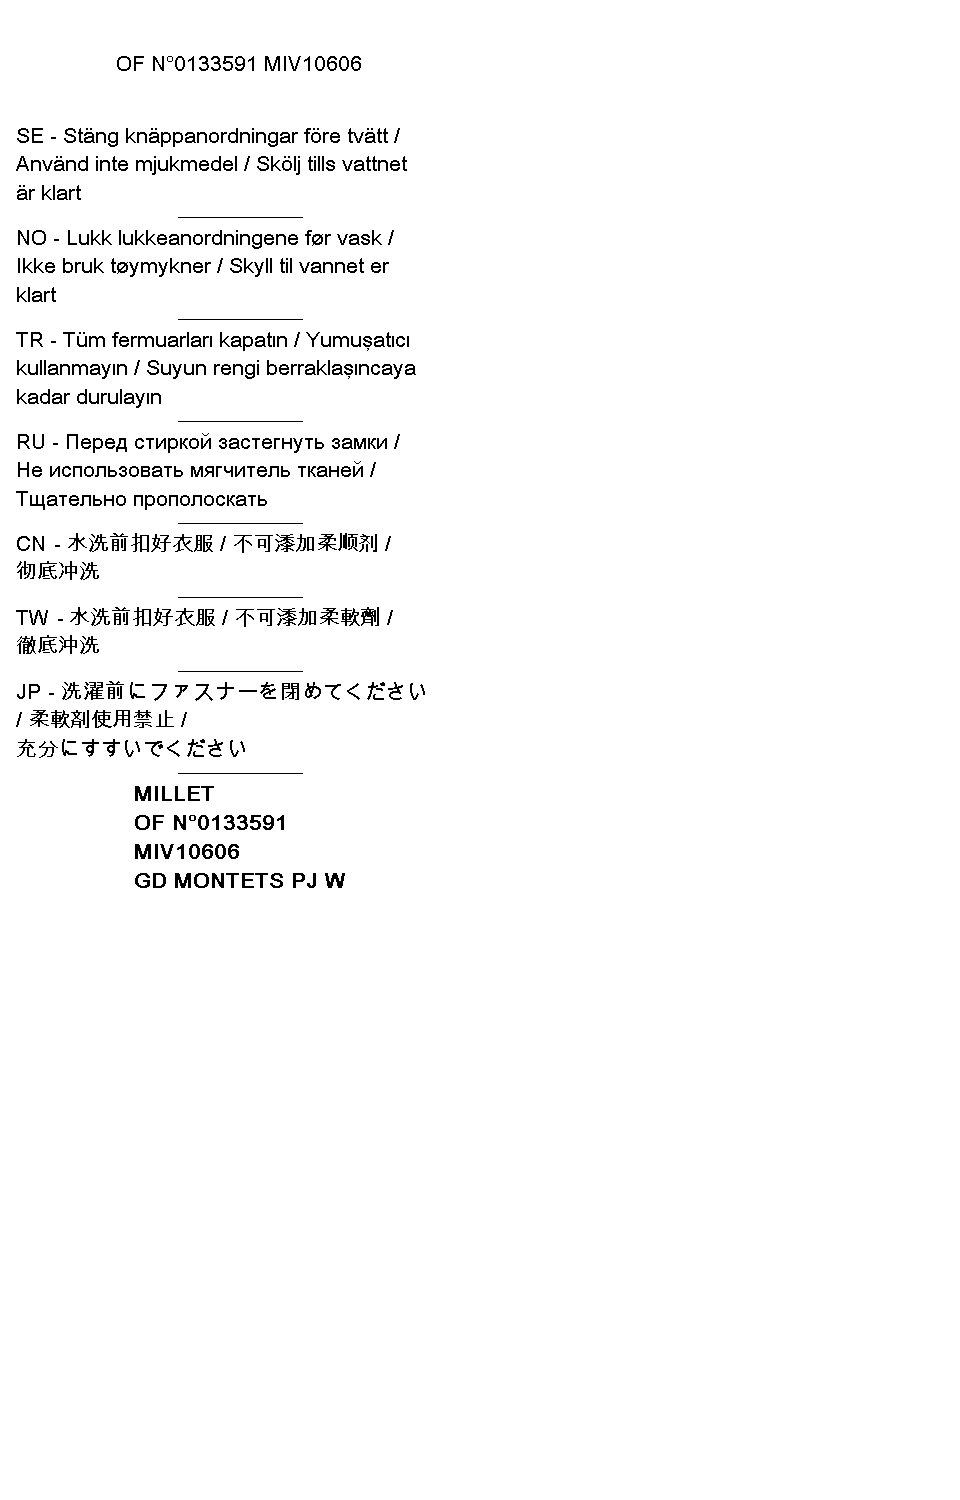 OF N°0133591 MIV10606
SE - Stäng knäppanordningar före tvätt /
Använd inte mjukmedel / Skölj tills vattnet
är klart
NO - Lukk lukkeanordningene før vask /
Ikke bruk tøymykner / Skyll til vannet er
klart
TR - Tüm fermuarları kapatın / Yumuşatıcı
kullanmayın / Suyun rengi berraklaşıncaya
kadar durulayın
RU - Перед стиркой застегнуть замки /
Не использовать мягчитель тканей /
Тщательно прополоскать
CN - 水洗前扣好衣服 / 不可漆加柔顺剂 /
彻底冲洗
TW - 水洗前扣好衣服 / 不可漆加柔軟劑 /
徹底沖洗
JP - 洗濯前にファスナーを閉めてください
/ 柔軟剤使用禁止 /
充分にすすいでください
MILLET
OF N°0133591
MIV10606
GD MONTETS PJ W